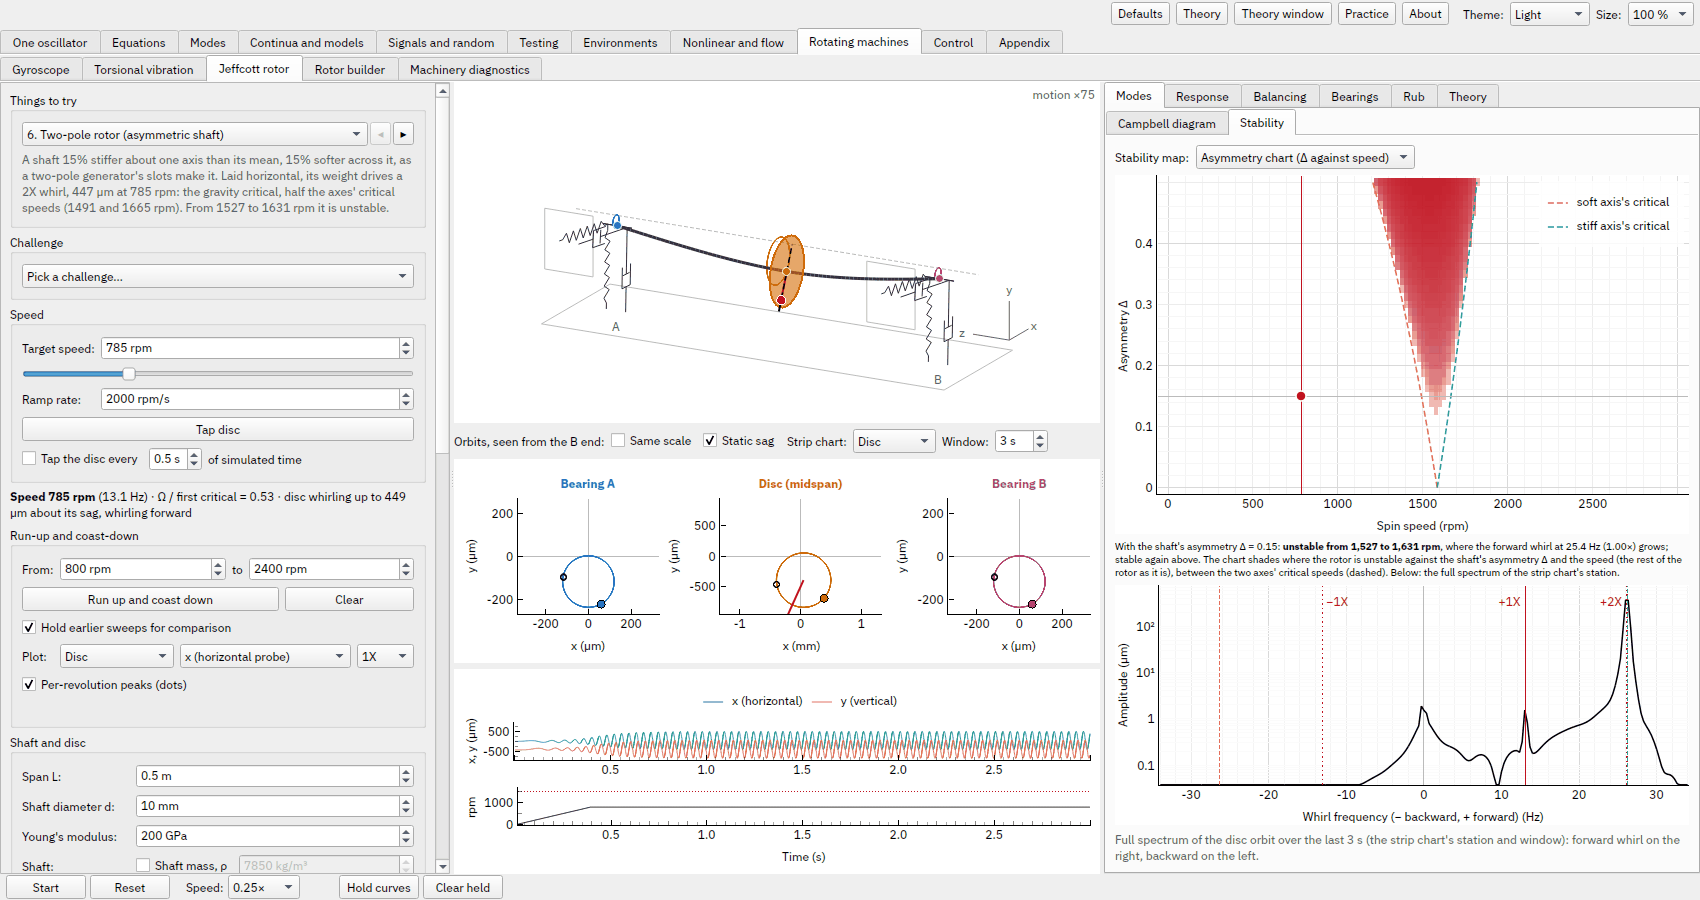 Defaults Theory Theory window Practice About Theme: Light Size: 100 %
One oscillator Equations Modes Continua and models Signals and random Testing Environments Nonlinear and flow Rotating machines Control Appendix
Gyroscope Torsional vibration Jeffcott rotor Rotor builder Machinery diagnostics
Things to try
6. Two-pole rotor (asymmetric shaft)
A shaft 15% stiffer about one axis than its mean, 15% softer across it, as
a two-pole generator's slots make it. Laid horizontal, its weight drives a
2X whirl, 447 µm at 785 rpm: the gravity critical, half the axes' critical
speeds (1491 and 1665 rpm). From 1527 to 1631 rpm it is unstable.
Challenge
Pick a challenge...
Speed
Target speed: 785 rpm
Ramp rate: 2000 rpm/s
Tap disc
Tap the disc every 0.5 s of simulated time
Speed 785 rpm (13.1 Hz) · Ω / first critical = 0.53 · disc whirling up to 449
µm about its sag, whirling forward
Run-up and coast-down
From: 800 rpm to 2400 rpm
Run up and coast down Clear
Hold earlier sweeps for comparison
Plot: Disc x (horizontal probe) 1X
Per-revolution peaks (dots)
Shaft and disc
Span L: 0.5 m
Shaft diameter d: 10 mm
Young's modulus: 200 GPa
Shaft: Shaft mass, ρ 7850 kg/m³
Start Reset Speed: 0.25× Hold curves Clear held
motion ×75
A
B
y
x
z
Orbits, seen from the B end: Same scale Static sag Strip chart: Disc Window: 3 s
Bearing A
y (µm)
200
0
-200
-200 0 200
x (µm)
Disc (midspan)
y (µm)
500
0
-500
-1 0 1
x (mm)
Bearing B
y (µm)
200
0
-200
-200 0 200
x (µm)
x (horizontal) y (vertical)
x, y (µm)
500
-500
0.5 1.0 1.5 2.0 2.5
rpm
1000
0
0.5 1.0 1.5 2.0 2.5
Time (s)
Modes Response Balancing Bearings Rub Theory
Campbell diagram Stability
Stability map: Asymmetry chart (Δ against speed)
soft axis's critical
stiff axis's critical
Asymmetry Δ
0.4
0.3
0.2
0.1
0
0 500 1000 1500 2000 2500
Spin speed (rpm)
With the shaft's asymmetry Δ = 0.15: unstable from 1,527 to 1,631 rpm, where the forward whirl at 25.4 Hz (1.00×) grows;
stable again above. The chart shades where the rotor is unstable against the shaft's asymmetry Δ and the speed (the rest of the
rotor as it is), between the two axes' critical speeds (dashed). Below: the full spectrum of the strip chart's station.
−1X +1X +2X
Amplitude (µm)
10²
10¹
1
0.1
-30 -20 -10 0 10 20 30
Whirl frequency (− backward, + forward) (Hz)
Full spectrum of the disc orbit over the last 3 s (the strip chart's station and window): forward whirl on the
right, backward on the left.